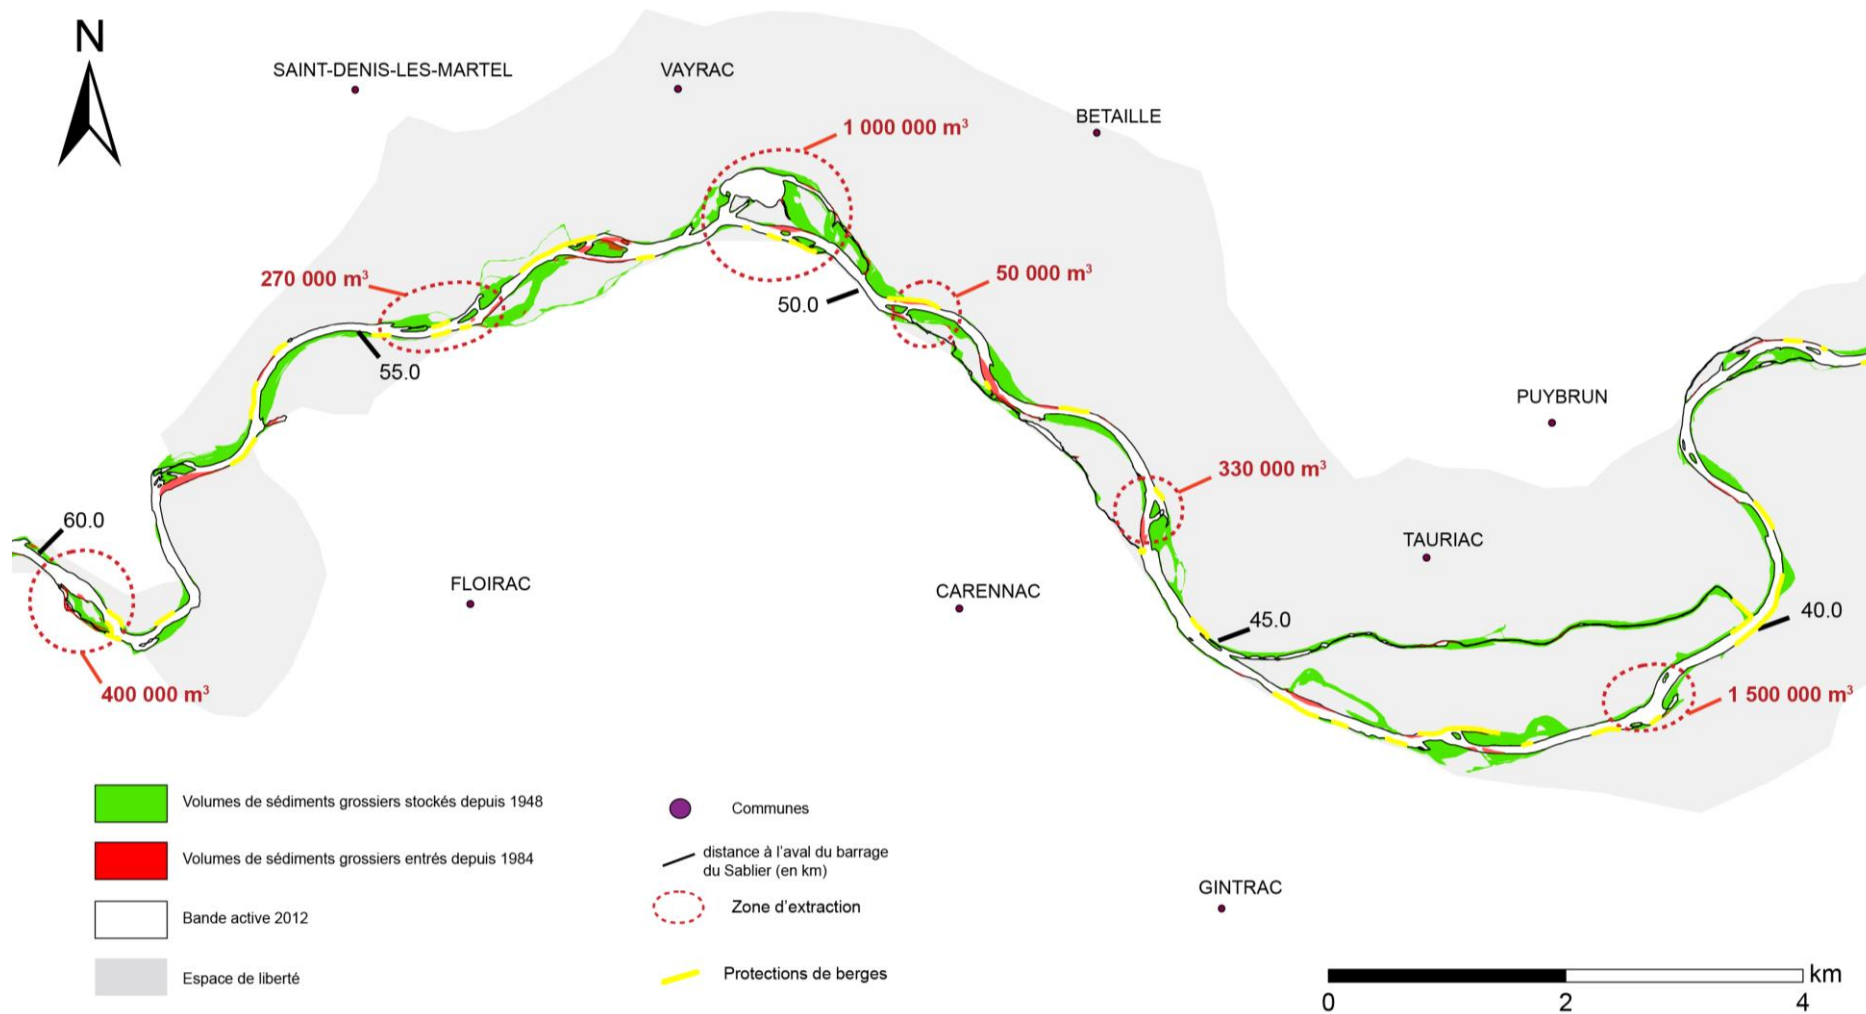 N
SAINT-DENIS-LES-MARTEL
VAYRAC
BETAILLE
1 000 000 m³
270 000 m³
50 000 m³
50.0
55.0
PUYBRUN
330 000 m³
60.0
TAURIAC
FLOIRAC
CARENNAC
45.0
40.0
400 000 m³
1 500 000 m³
Volumes de sédiments grossiers stockés depuis 1948
Volumes de sédiments grossiers entrés depuis 1984
Bande active 2012
Espace de liberté
Communes
distance à l'aval du barrage
du Sablier (en km)
Zone d'extraction
Protections de berges
GINTRAC
km
0 2 4